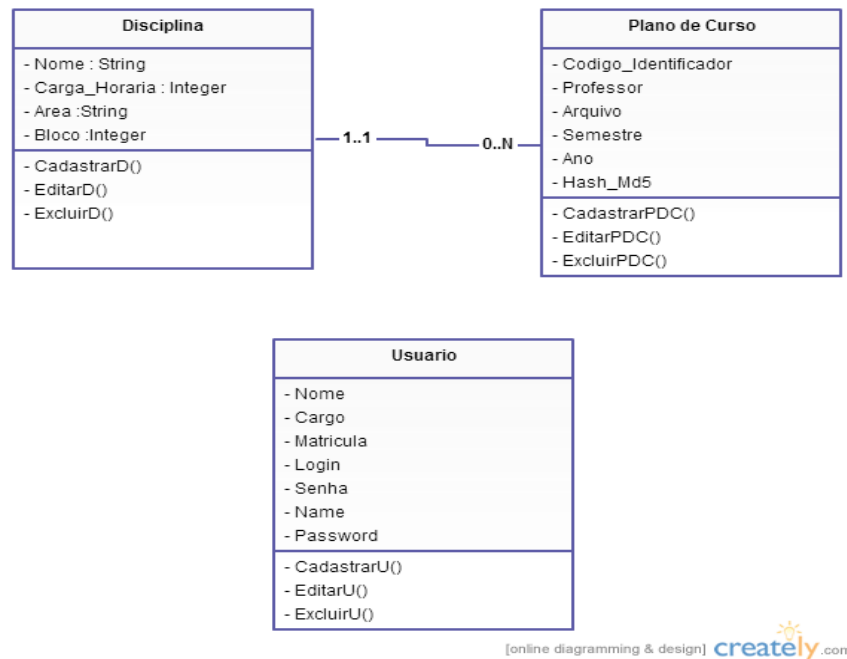 Disciplina
- Nome : String
- Carga_Horaria : Integer
- Area :String
- Bloco :Integer
- CadastrarD()
- EditarD()
- ExcluirD()
1..1
0..N
Plano de Curso
- Codigo_Identificador
- Professor
- Arquivo
- Semestre
- Ano
- Hash_Md5
- CadastrarPDC()
- EditarPDC()
- ExcluirPDC()
Usuario
- Nome
- Cargo
- Matricula
- Login
- Senha
- Name
- Password
- CadastrarU()
- EditarU()
- ExcluirU()
[online diagramming & design] creately.com